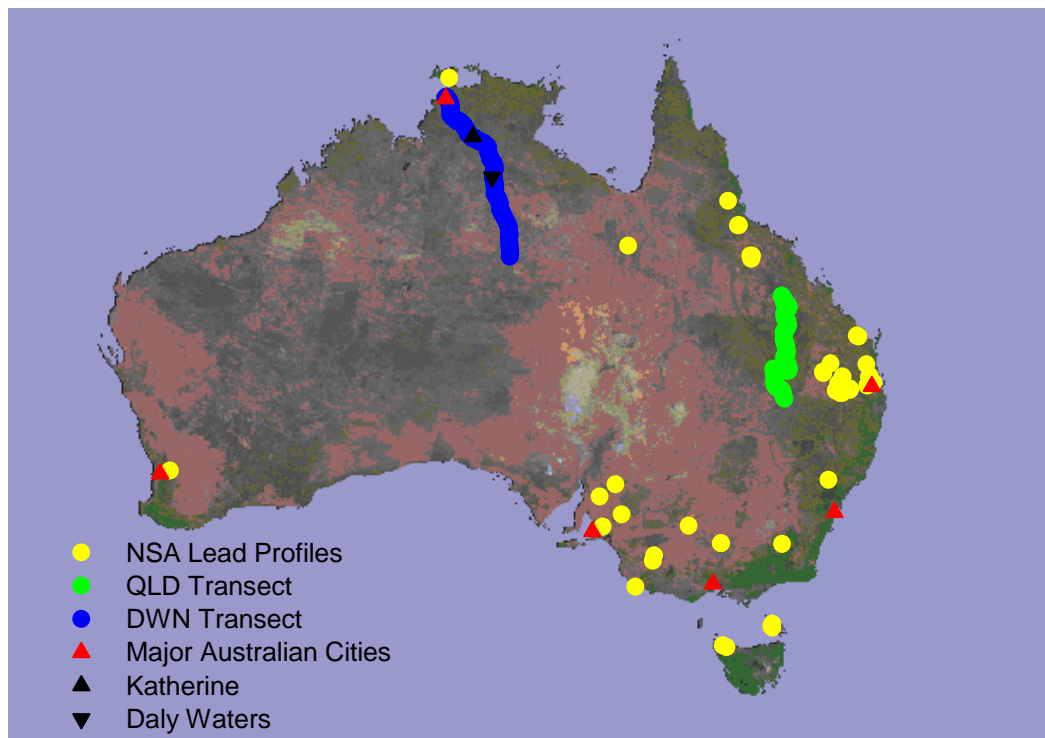 NSA Lead Profiles
QLD Transect
DWN Transect
Major Australian Cities
Katherine
Daly Waters